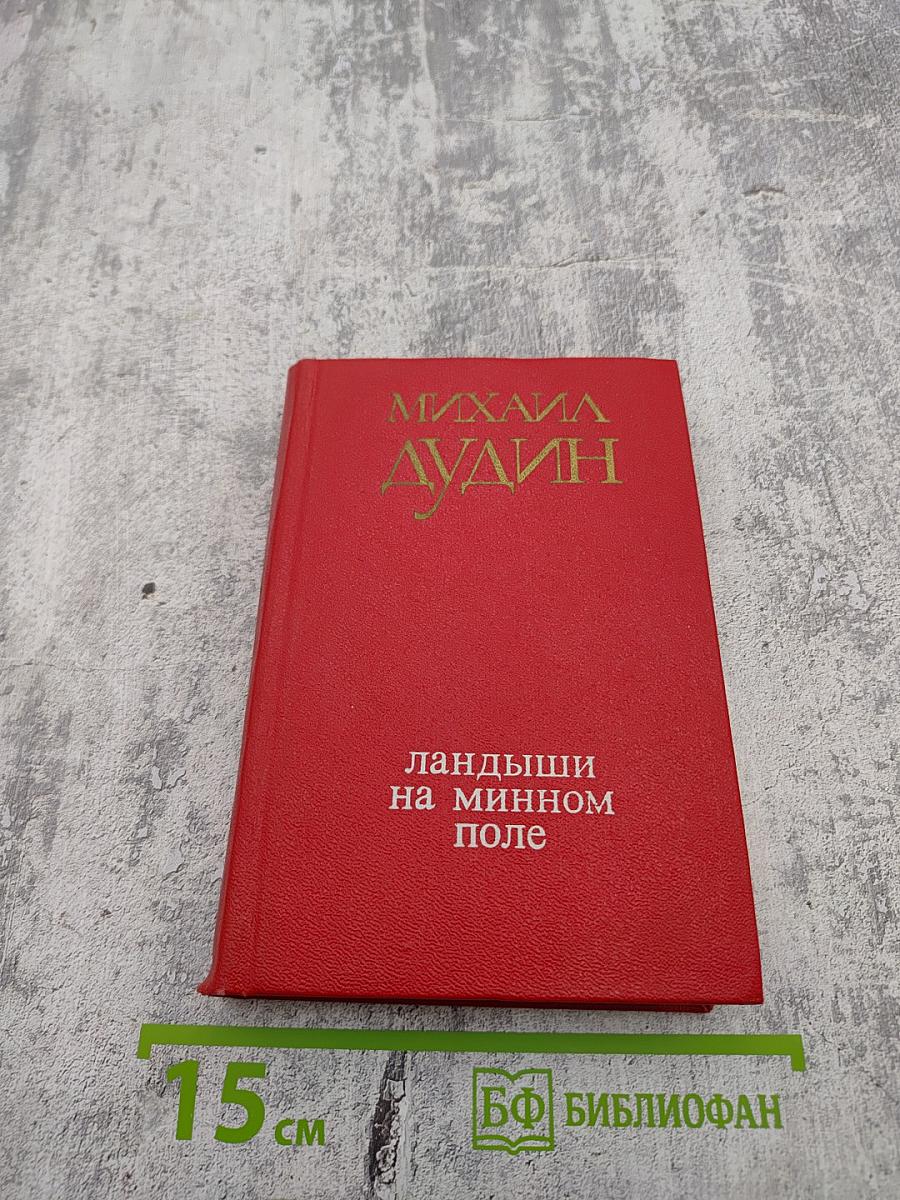 МИХАИЛ
ДУДИН
ландыши
на минном
поле
15 см
БФ БИБЛИОФАН